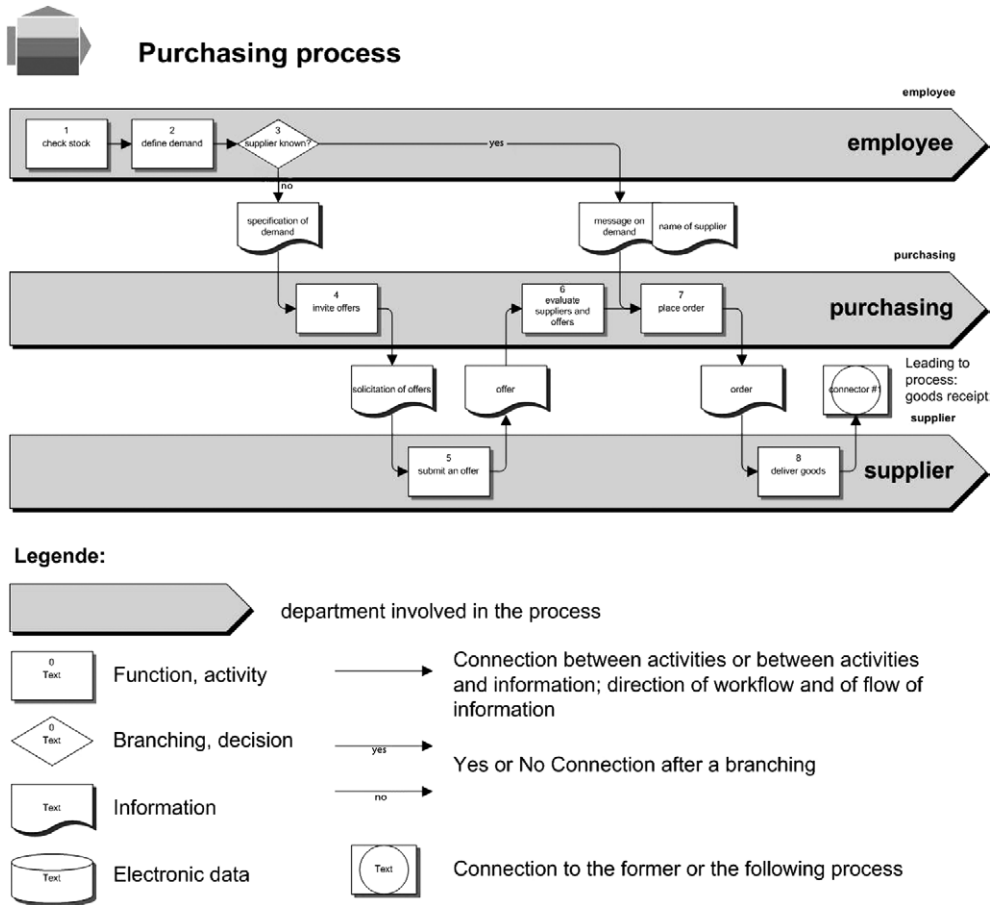 Purchasing process
employee
employee
1
check stock
2
define demand
3
supplier known?
yes
no
specification of
demand
message on
demand
name of supplier
purchasing
purchasing
4
invite offers
6
evaluate
suppliers and
offers
7
place order
solicitation of offers
offer
order
connector #1
Leading to
process:
goods receipt
supplier
supplier
5
submit an offer
8
deliver goods
Legende:
department involved in the process
0
Text
Function, activity
Connection between activities or between activities
and information; direction of workflow and of flow of
information
0
Text
Branching, decision
yes
Yes or No Connection after a branching
no
Text
Information
Text
Electronic data
Text
Connection to the former or the following process